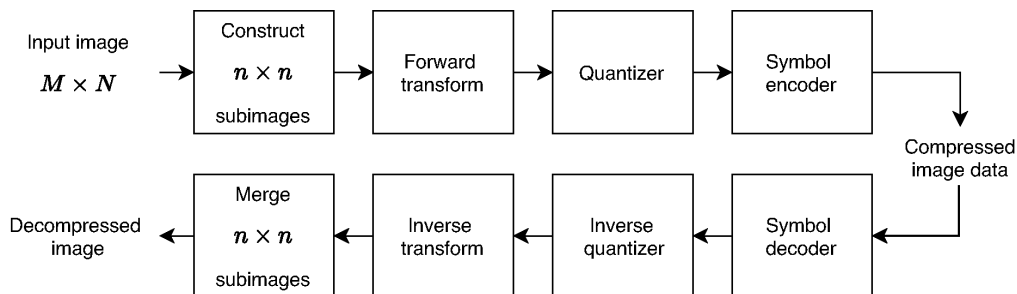 Input image
M × N
Construct
n × n
subimages
Forward
transform
Quantizer
Symbol
encoder
Compressed
image data
Symbol
decoder
Inverse
quantizer
Inverse
transform
Merge
n × n
subimages
Decompressed
image